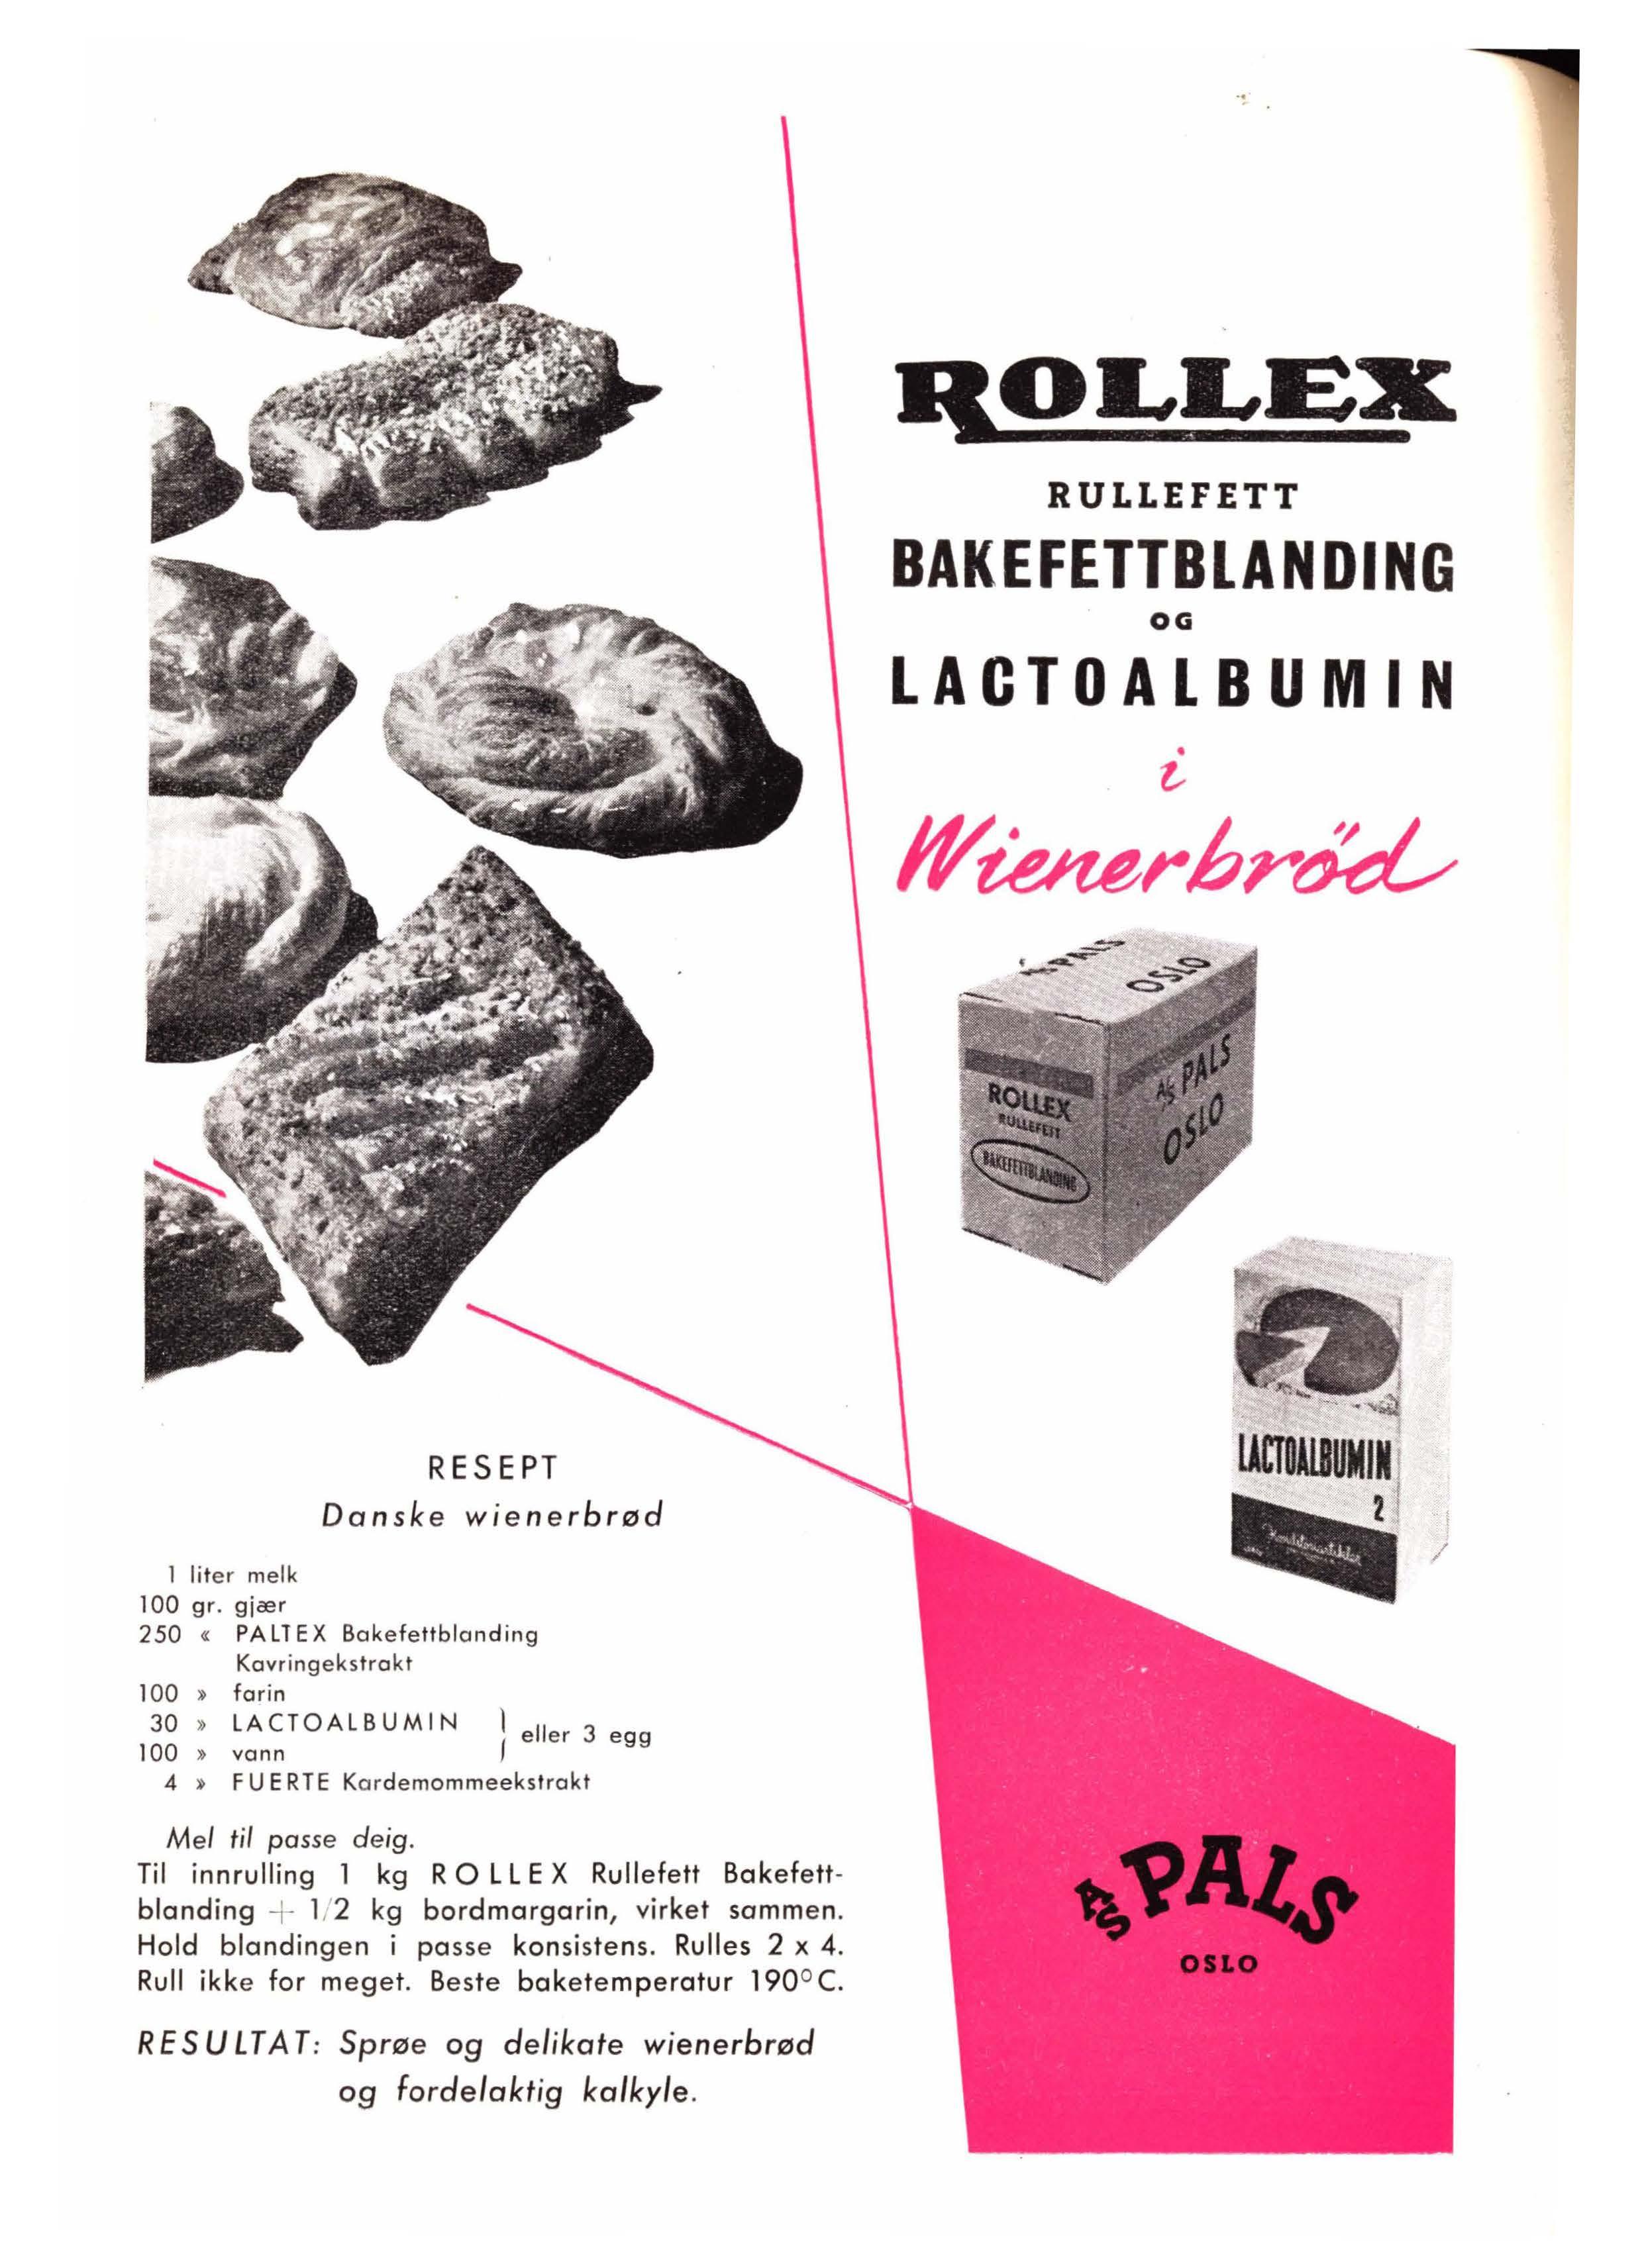 ROLLEX
RULLEFETT
BAKEFETTBLANDING
OG
LACTOALBUMIN
i
Wienerbröd
A/S PALS
OSLO
A/S PALS
OSLO
ROLLEX
RULLEFETT
BAKEFETTBLANDING
LACTOALBUMIN
2
RESEPT
Danske wienerbrød
1 liter melk
100 gr. gjær
250 « PALTEX Bakefettblanding
Kavringekstrakt
100 » farin
30 » LACTOALBUMIN } eller 3 egg
100 » vann
4 » FUERTE Kardemommeekstrakt
Mel til passe deig.
Til innrulling 1 kg ROLLEX Rullefett Bakefett-
blanding + 1/2 kg bordmargarin, virket sammen.
Hold blandingen i passe konsistens. Rulles 2 x 4.
Rull ikke for meget. Beste baketemperatur 190° C.
RESULTAT: Sprøe og delikate wienerbrød
og fordelaktig kalkyle.
AS PALS
OSLO